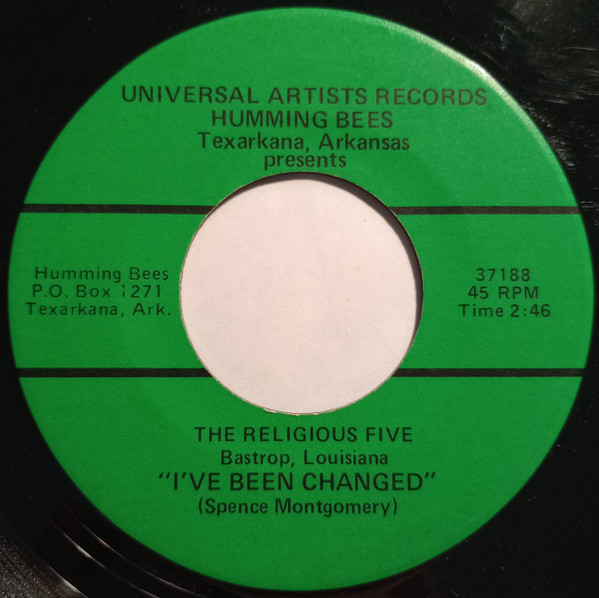 UNIVERSAL ARTISTS RECORDS
HUMMING BEES
Texarkana, Arkansas
presents
Humming Bees
P.O. Box 1271
Texarkana, Ark.
37188
45 RPM
Time 2:46
THE RELIGIOUS FIVE
Bastrop, Louisiana
"I'VE BEEN CHANGED"
(Spence Montgomery)